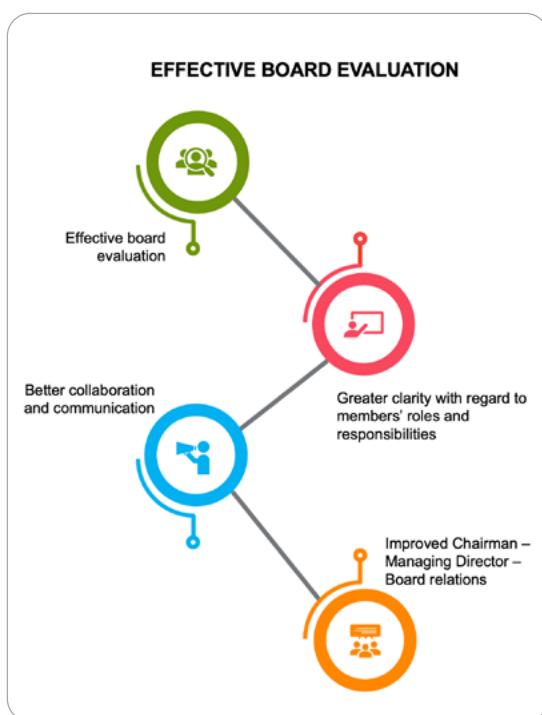 EFFECTIVE BOARD EVALUATION
Effective board
evaluation
Greater clarity with regard to
members' roles and
responsibilities
Better collaboration
and communication
Improved Chairman –
Managing Director –
Board relations